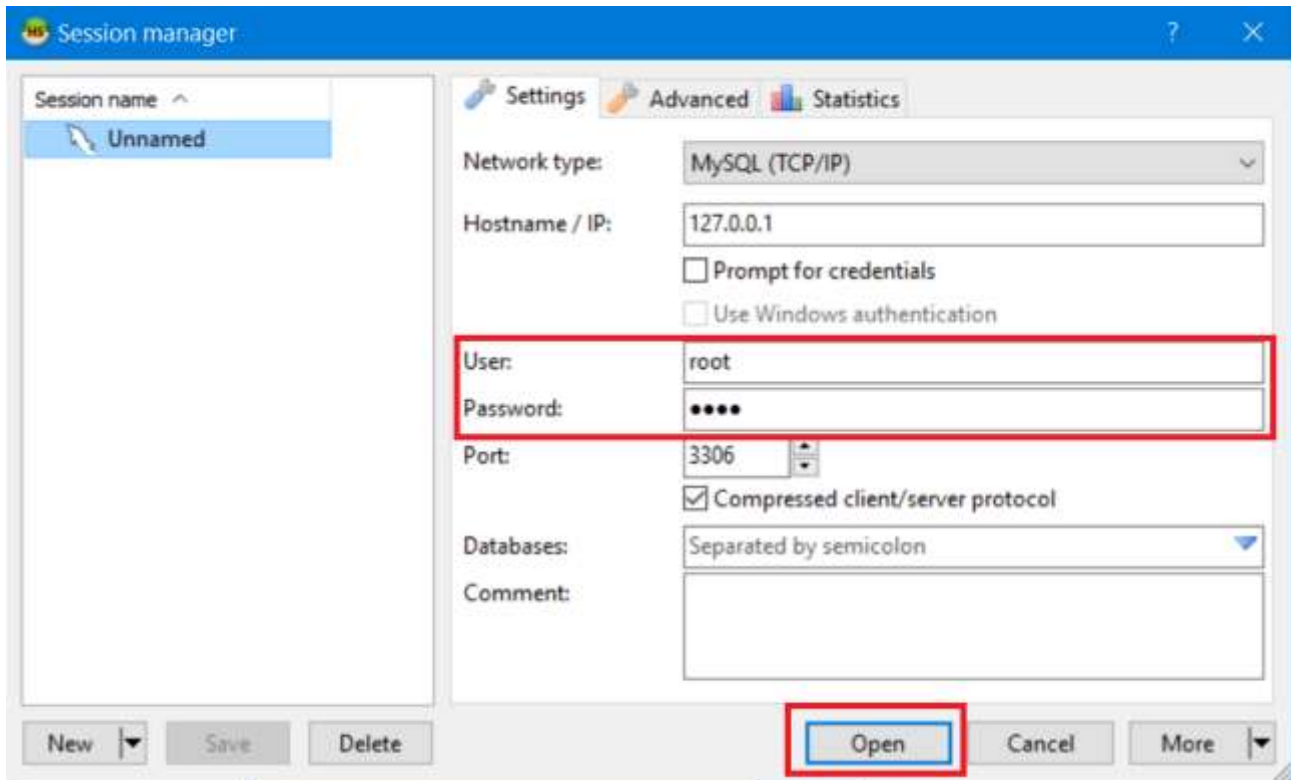 Session manager
Session name
Unnamed
Settings
Advanced
Statistics
Network type:
MySQL (TCP/IP)
Hostname / IP:
127.0.0.1
Prompt for credentials
Use Windows authentication
User:
root
Password:
••••
Port:
3306
Compressed client/server protocol
Databases:
Separated by semicolon
Comment:
New
Save
Delete
Open
Cancel
More